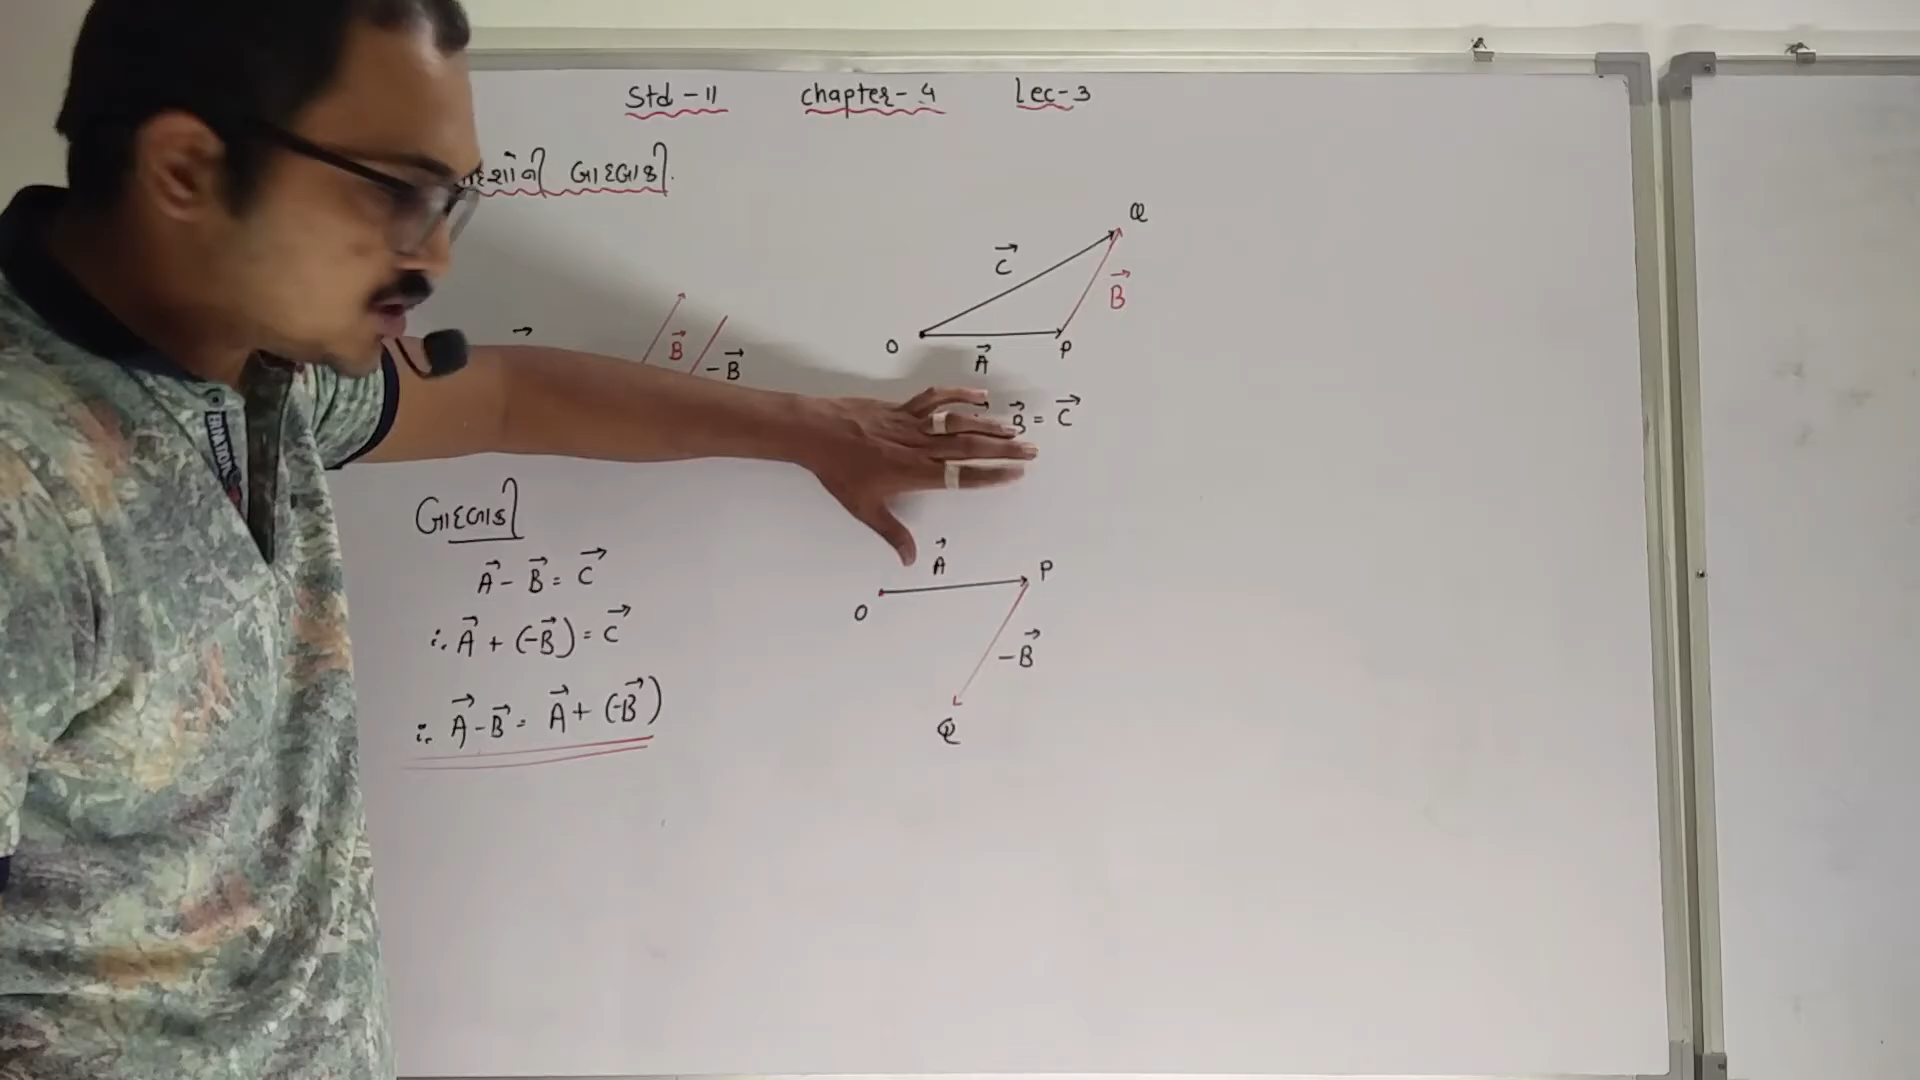 Std - 11 chapter - 4 Lec - 3
બાદબાકી.
Q
C⃗
B⃗
O A⃗ P
B⃗
-B⃗
B⃗ = C⃗
બાદબાકી
A⃗ - B⃗ = C⃗
∴ A⃗ + (-B⃗) = C⃗
∴ A⃗ - B⃗ = A⃗ + (-B⃗)
A⃗ P
O
-B⃗
Q